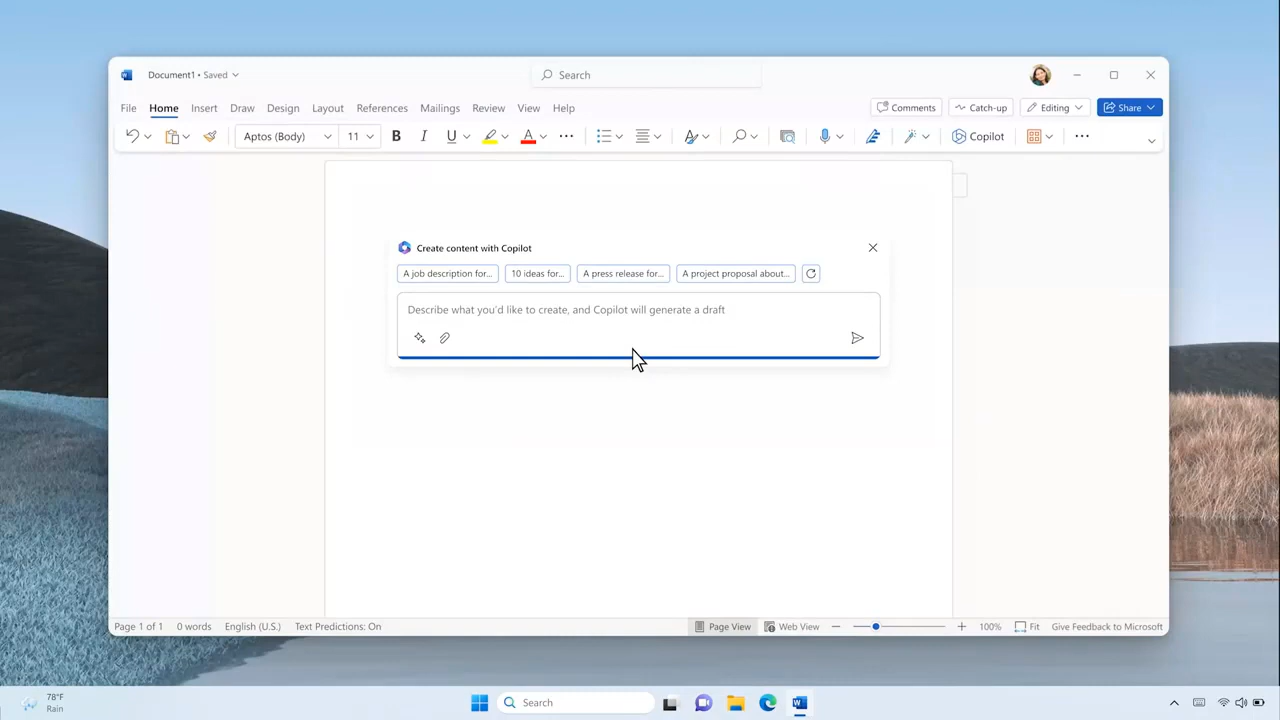 Document1 • Saved
Search
File Home Insert Draw Design Layout References Mailings Review View Help
Comments Catch-up Editing Share
Aptos (Body) 11 B I U A A Copilot
Create content with Copilot
A job description for... 10 ideas for... A press release for... A project proposal about...
Describe what you'd like to create, and Copilot will generate a draft
Page 1 of 1 0 words English (U.S.) Text Predictions: On Page View Web View 100% Fit Give Feedback to Microsoft
78°F
Rain
Search